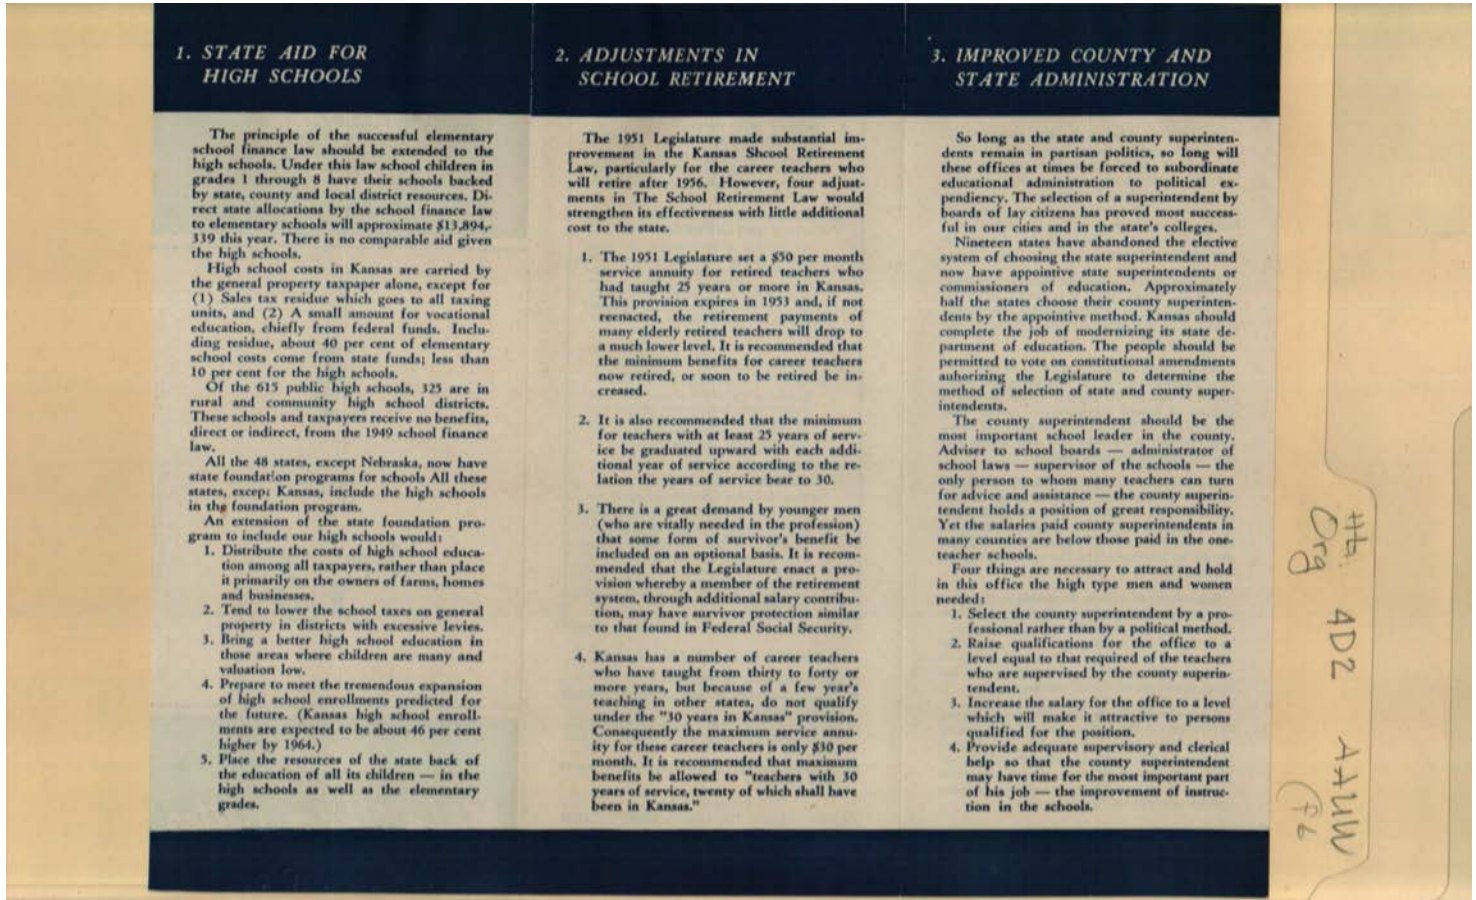 1. STATE AID FOR
HIGH SCHOOLS
The principle of the successful elementary
school finance law should be extended to the
high schools. Under this law school children in
grades 1 through 8 have their schools backed
by state, county and local district resources. Di-
rect state allocations by the school finance law
to elementary schools will approximate $13,894,-
339 this year. There is no comparable aid given
the high schools.
High school costs in Kansas are carried by
the general property taxpaper alone, except for
(1) Sales tax residue which goes to all taxing
units, and (2) A small amount for vocational
education, chiefly from federal funds. Inclu-
ding residue, about 40 per cent of elementary
school costs come from state funds; less than
10 per cent for the high schools.
Of the 615 public high schools, 325 are in
rural and community high school districts.
These schools and taxpayers receive no benefits,
direct or indirect, from the 1949 school finance
law.
All the 48 states, except Nebraska, now have
state foundation programs for schools All these
states, except Kansas, include the high schools
in the foundation program.
An extension of the state foundation pro-
gram to include our high schools would:
1. Distribute the costs of high school educa-
tion among all taxpayers, rather than place
it primarily on the owners of farms, homes
and businesses.
2. Tend to lower the school taxes on general
property in districts with excessive levies.
3. Bring a better high school education in
those areas where children are many and
valuation low.
4. Prepare to meet the tremendous expansion
of high school enrollments predicted for
the future. (Kansas high school enroll-
ments are expected to be about 46 per cent
higher by 1964.)
5. Place the resources of the state back of
the education of all its children — in the
high schools as well as the elementary
grades.
2. ADJUSTMENTS IN
SCHOOL RETIREMENT
The 1951 Legislature made substantial im-
provement in the Kansas Shcool Retirement
Law, particularly for the career teachers who
will retire after 1956. However, four adjust-
ments in The School Retirement Law would
strengthen its effectiveness with little additional
cost to the state.
1. The 1951 Legislature set a $50 per month
service annuity for retired teachers who
had taught 25 years or more in Kansas.
This provision expires in 1953 and, if not
reenacted, the retirement payments of
many elderly retired teachers will drop to
a much lower level. It is recommended that
the minimum benefits for career teachers
now retired, or soon to be retired be in-
creased.
2. It is also recommended that the minimum
for teachers with at least 25 years of serv-
ice be graduated upward with each addi-
tional year of service according to the re-
lation the years of service bear to 30.
3. There is a great demand by younger men
(who are vitally needed in the profession)
that some form of survivor's benefit be
included on an optional basis. It is recom-
mended that the Legislature enact a pro-
vision whereby a member of the retirement
system, through additional salary contribu-
tion, may have survivor protection similar
to that found in Federal Social Security.
4. Kansas has a number of career teachers
who have taught from thirty to forty or
more years, but because of a few year's
teaching in other states, do not qualify
under the "30 years in Kansas" provision.
Consequently the maximum service annu-
ity for these career teachers is only $30 per
month. It is recommended that maximum
benefits be allowed to "teachers with 30
years of service, twenty of which shall have
been in Kansas."
3. IMPROVED COUNTY AND
STATE ADMINISTRATION
So long as the state and county superinten-
dents remain in partisan politics, so long will
these offices at times be forced to subordinate
educational administration to political ex-
pendiency. The selection of a superintendent by
boards of lay citizens has proved most success-
ful in our cities and in the state's colleges.
Nineteen states have abandoned the elective
system of choosing the state superintendent and
now have appointive state superintendents or
commissioners of education. Approximately
half the states choose their county superinten-
dents by the appointive method. Kansas should
complete the job of modernizing its state de-
partment of education. The people should be
permitted to vote on constitutional amendments
auhorizing the Legislature to determine the
method of selection of state and county super-
intendents.
The county superintendent should be the
most important school leader in the county.
Adviser to school boards — administrator of
school laws — supervisor of the schools — the
only person to whom many teachers can turn
for advice and assistance — the county superin-
tendent holds a position of great responsibility.
Yet the salaries paid county superintendents in
many counties are below those paid in the one-
teacher schools.
Four things are necessary to attract and hold
in this office the high type men and women
needed:
1. Select the county superintendent by a pro-
fessional rather than by a political method.
2. Raise qualifications for the office to a
level equal to that required of the teachers
who are supervised by the county superin-
tendent.
3. Increase the salary for the office to a level
which will make it attractive to persons
qualified for the position.
4. Provide adequate supervisory and clerical
help so that the county superintendent
may have time for the most important part
of his job — the improvement of instruc-
tion in the schools.
Org 4D2 AAUW